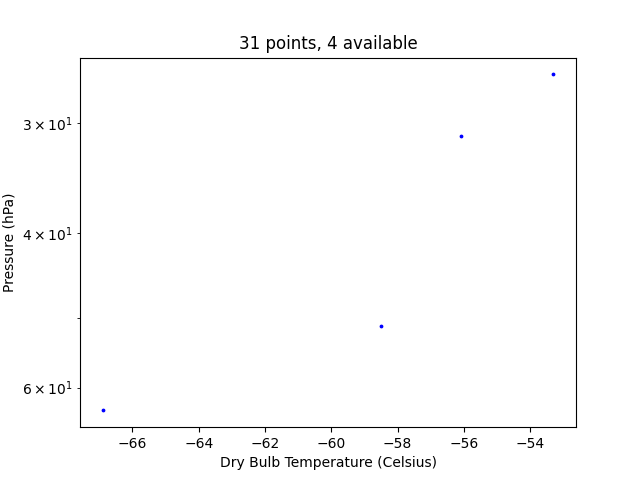 31 points, 4 available
Pressure (hPa)
3 × 10¹
4 × 10¹
6 × 10¹
−66 −64 −62 −60 −58 −56 −54
Dry Bulb Temperature (Celsius)